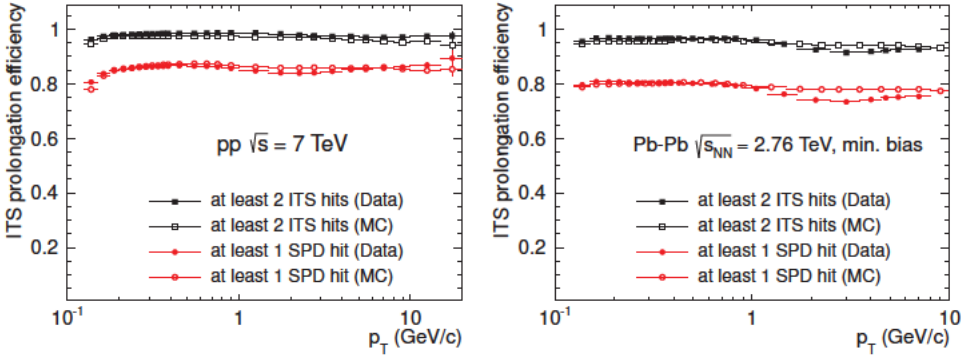 ITS prolongation efficiency
1
0.8
0.6
0.4
0.2
pp √s = 7 TeV
at least 2 ITS hits (Data)
at least 2 ITS hits (MC)
at least 1 SPD hit (Data)
at least 1 SPD hit (MC)
10⁻¹ 1 10
p_T (GeV/c)
ITS prolongation efficiency
1
0.8
0.6
0.4
0.2
Pb-Pb √s_NN = 2.76 TeV, min. bias
at least 2 ITS hits (Data)
at least 2 ITS hits (MC)
at least 1 SPD hit (Data)
at least 1 SPD hit (MC)
10⁻¹ 1 10
p_T (GeV/c)